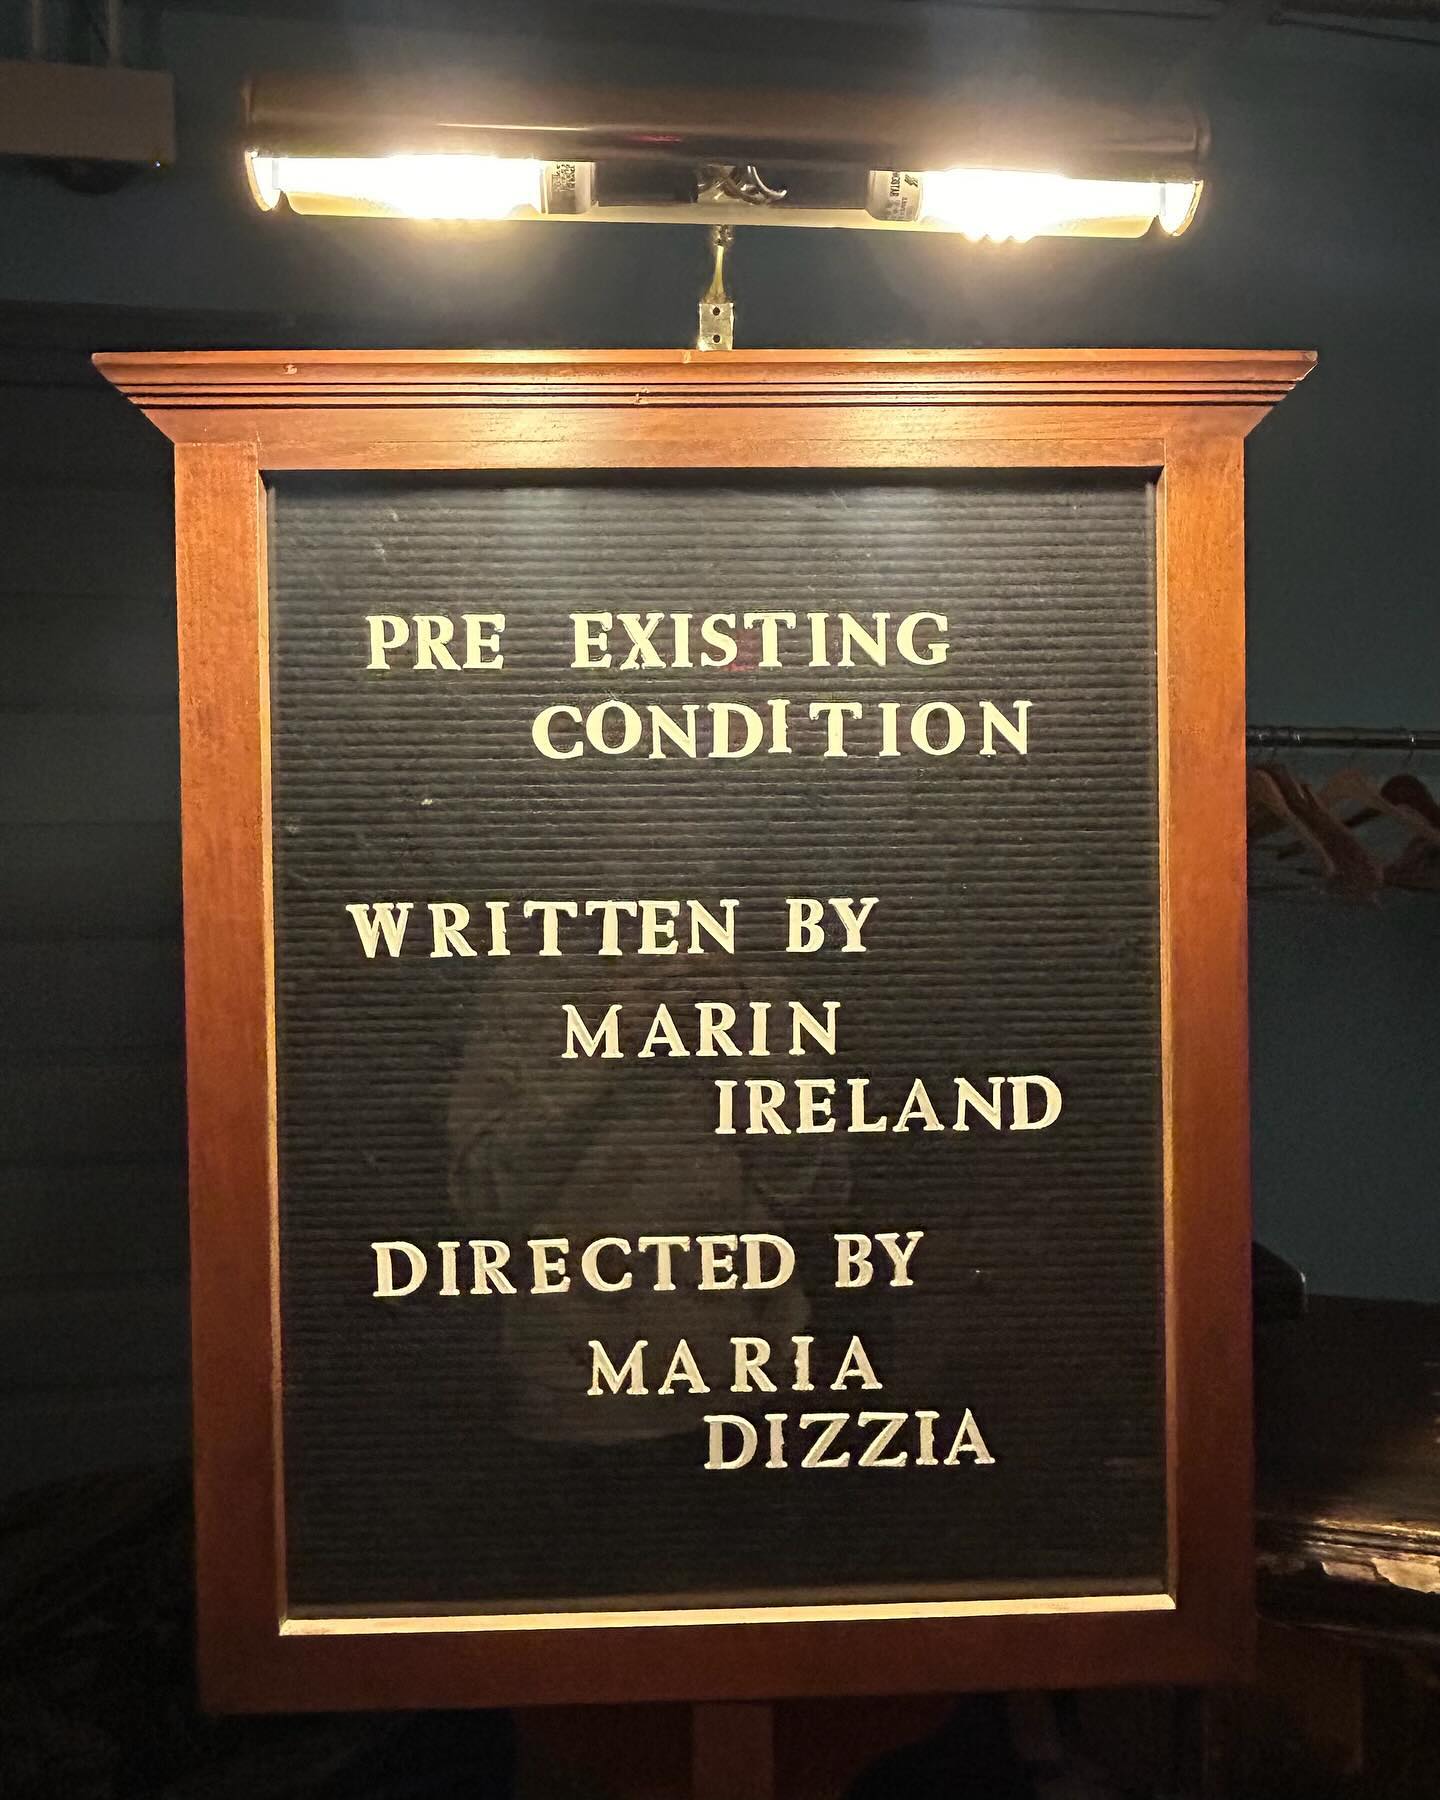 PRE EXISTING
CONDITION
WRITTEN BY
MARIN
IRELAND
DIRECTED BY
MARIA
DIZZIA